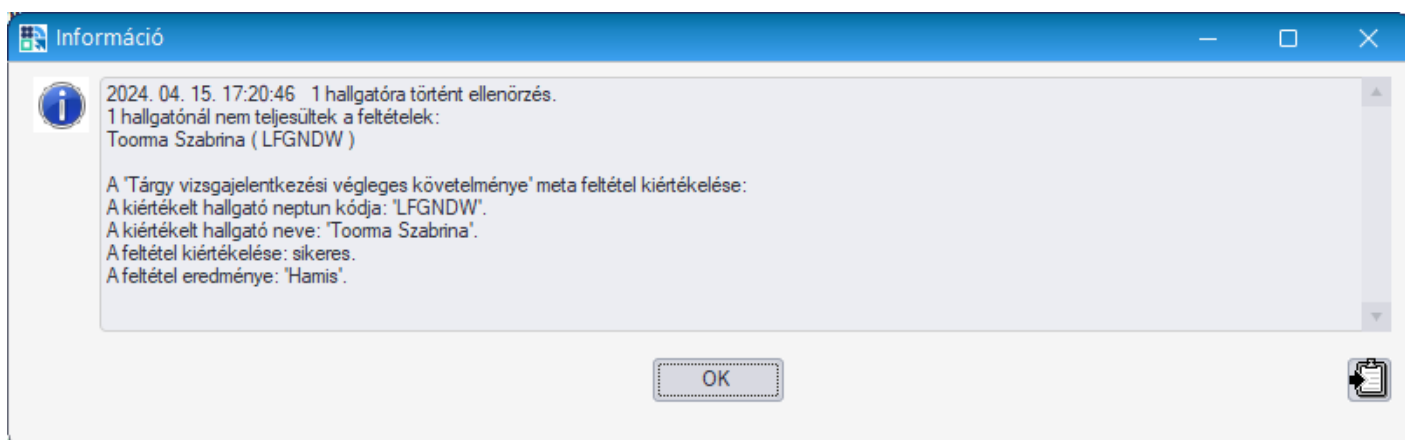 Információ
2024. 04. 15. 17:20:46 1 hallgatóra történt ellenőrzés.
1 hallgatónál nem teljesültek a feltételek:
Toorma Szabrina ( LFGNDW )
A "Tárgy vizsgajelentkezési végleges követelménye" meta feltétel kiértékelése:
A kiértékelt hallgató neptun kódja: "LFGNDW".
A kiértékelt hallgató neve: "Toorma Szabrina".
A feltétel kiértékelése: sikeres.
A feltétel eredménye: "Hamis".
OK